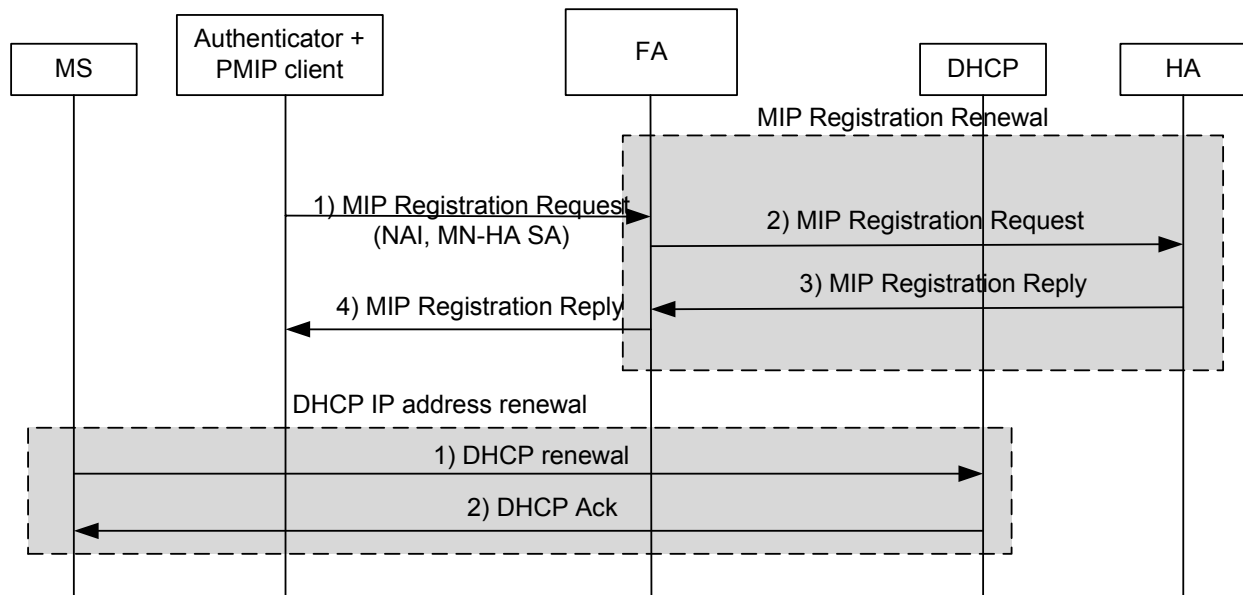 MS
Authenticator +
PMIP client
FA
DHCP
HA
MIP Registration Renewal
1) MIP Registration Request
(NAI, MN-HA SA)
2) MIP Registration Request
3) MIP Registration Reply
4) MIP Registration Reply
DHCP IP address renewal
1) DHCP renewal
2) DHCP Ack